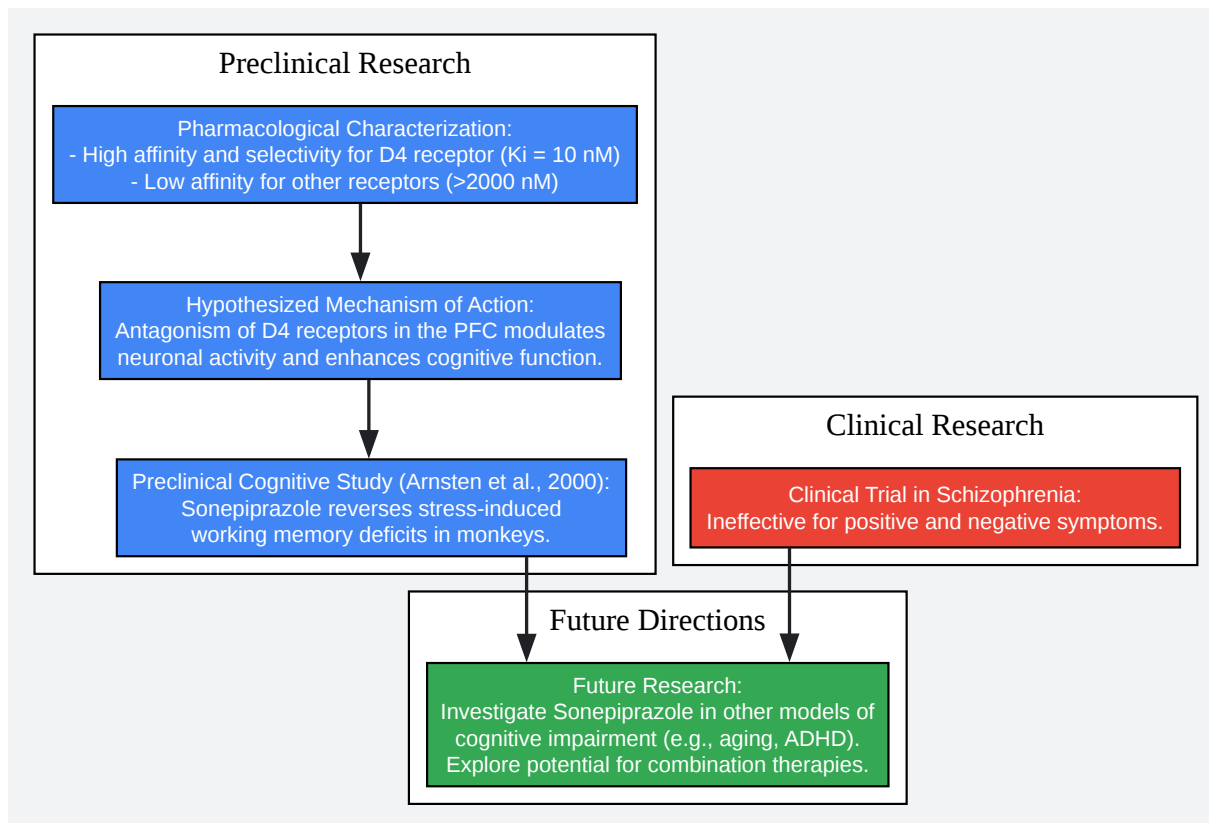 Preclinical Research
Pharmacological Characterization:
- High affinity and selectivity for D4 receptor (Ki = 10 nM)
- Low affinity for other receptors (>2000 nM)
Hypothesized Mechanism of Action:
Antagonism of D4 receptors in the PFC modulates
neuronal activity and enhances cognitive function.
Preclinical Cognitive Study (Arnsten et al., 2000):
Sonepiprazole reverses stress-induced
working memory deficits in monkeys.
Clinical Research
Clinical Trial in Schizophrenia:
Ineffective for positive and negative symptoms.
Future Directions
Future Research:
Investigate Sonepiprazole in other models of
cognitive impairment (e.g., aging, ADHD).
Explore potential for combination therapies.